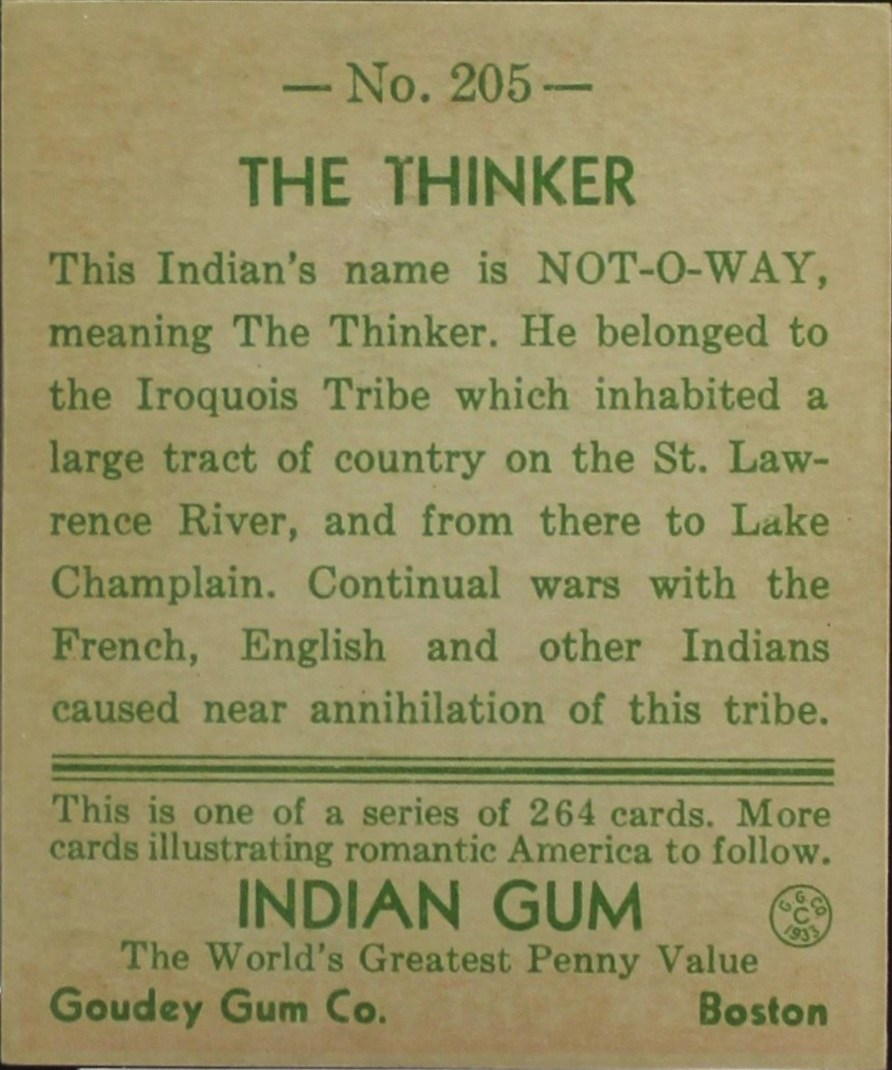 — No. 205 —
THE THINKER
This Indian's name is NOT-O-WAY,
meaning The Thinker. He belonged to
the Iroquois Tribe which inhabited a
large tract of country on the St. Law-
rence River, and from there to Lake
Champlain. Continual wars with the
French, English and other Indians
caused near annihilation of this tribe.
This is one of a series of 264 cards. More
cards illustrating romantic America to follow.
INDIAN GUM
G. G. CO.
C
1933
The World's Greatest Penny Value
Goudey Gum Co. Boston